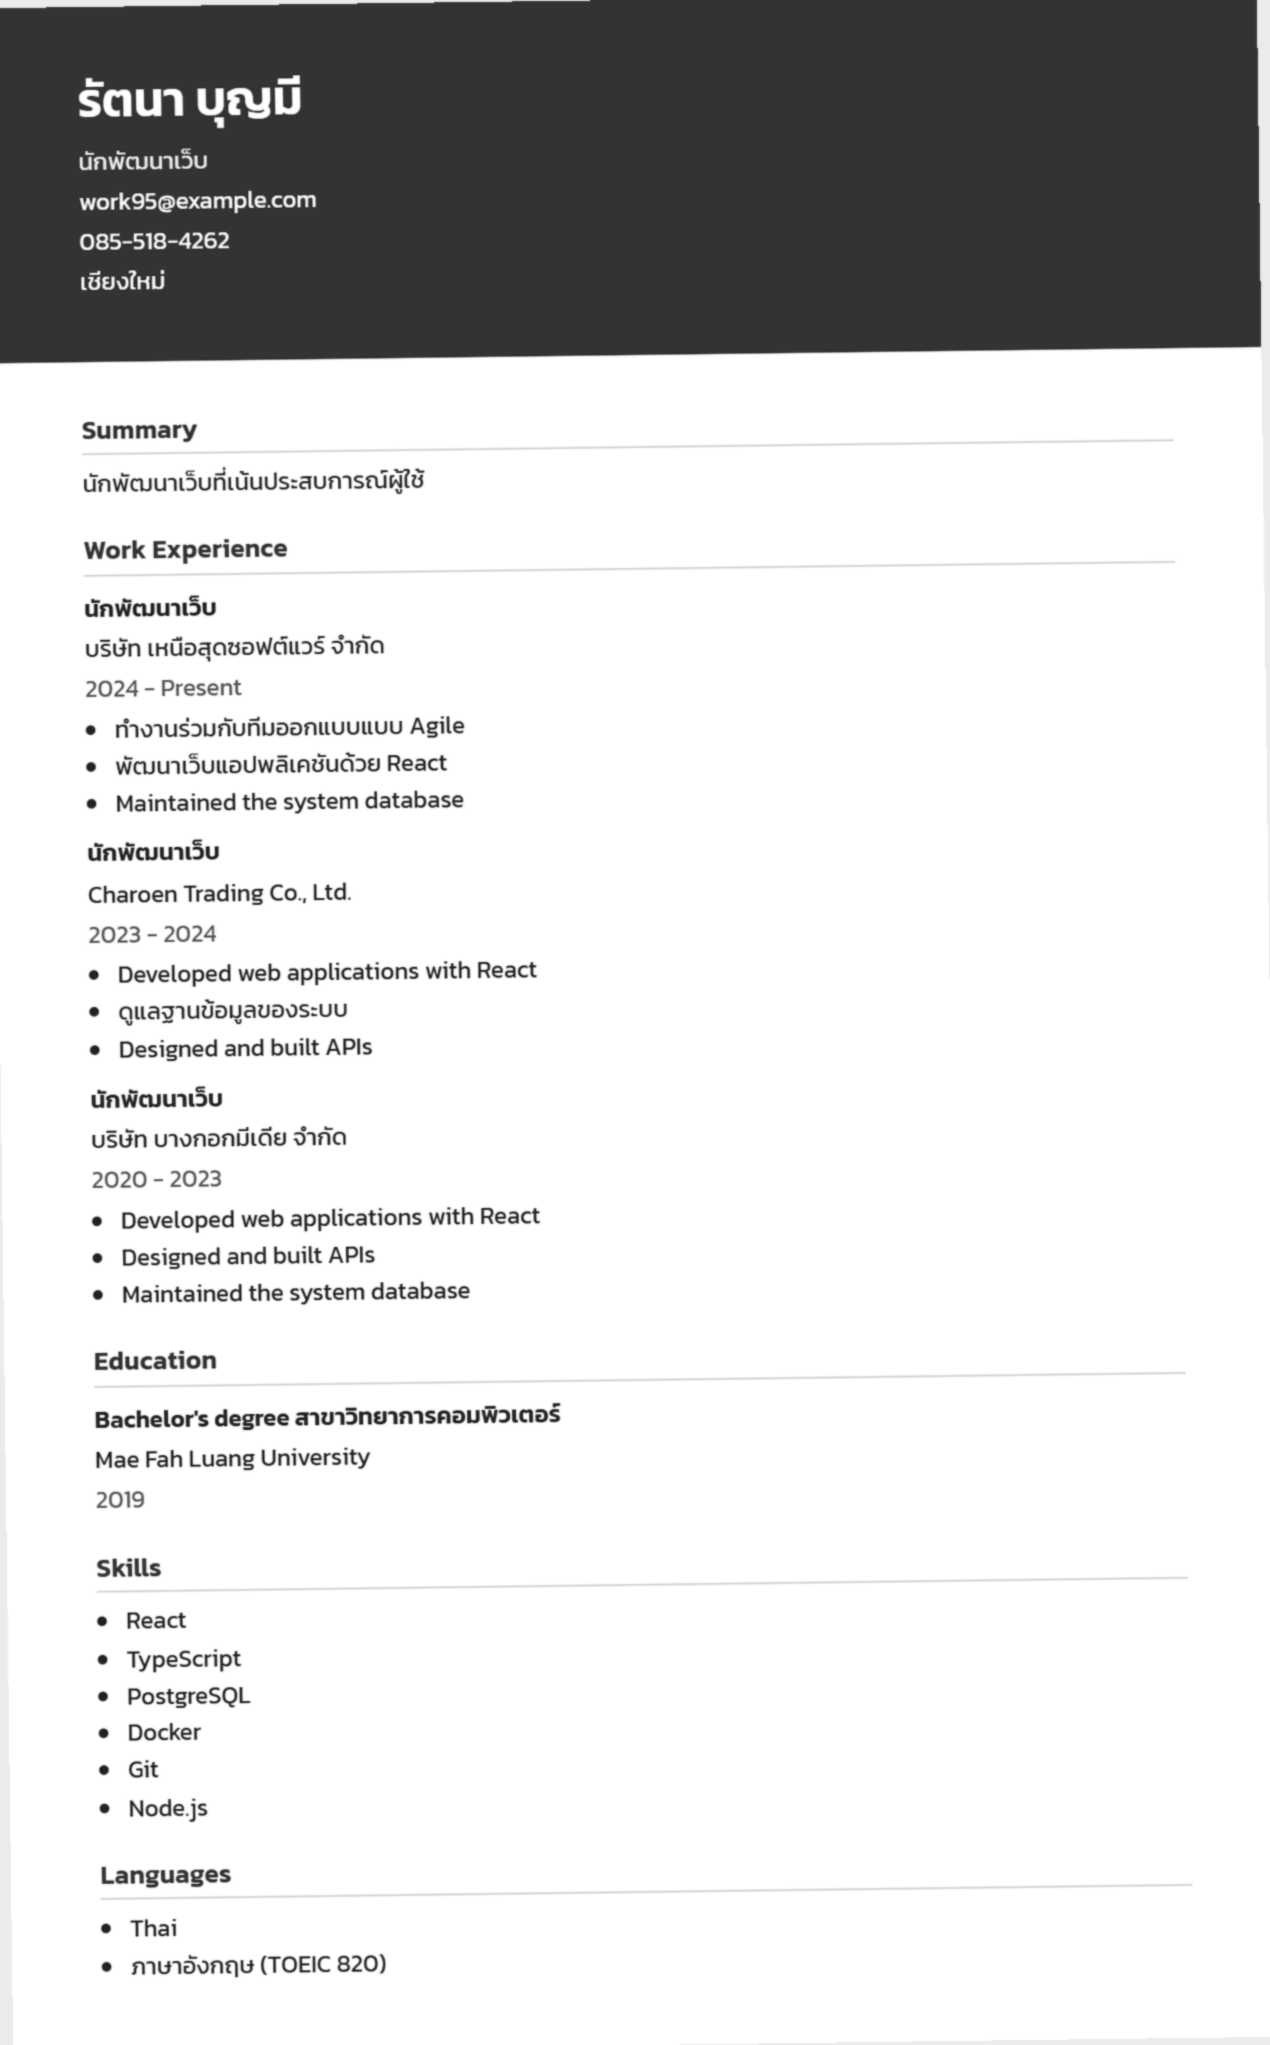 รัตนา บุญมี
นักพัฒนาเว็บ
work95@example.com
085-518-4262
เชียงใหม่
Summary
นักพัฒนาเว็บที่เน้นประสบการณ์ผู้ใช้
Work Experience
นักพัฒนาเว็บ
บริษัท เหนือสุดซอฟต์แวร์ จำกัด
2024 - Present
• ทำงานร่วมกับทีมออกแบบแบบ Agile
• พัฒนาเว็บแอปพลิเคชันด้วย React
• Maintained the system database
นักพัฒนาเว็บ
Charoen Trading Co., Ltd.
2023 - 2024
• Developed web applications with React
• ดูแลฐานข้อมูลของระบบ
• Designed and built APIs
นักพัฒนาเว็บ
บริษัท บางกอกมีเดีย จำกัด
2020 - 2023
• Developed web applications with React
• Designed and built APIs
• Maintained the system database
Education
Bachelor's degree สาขาวิทยาการคอมพิวเตอร์
Mae Fah Luang University
2019
Skills
• React
• TypeScript
• PostgreSQL
• Docker
• Git
• Node.js
Languages
• Thai
• ภาษาอังกฤษ (TOEIC 820)